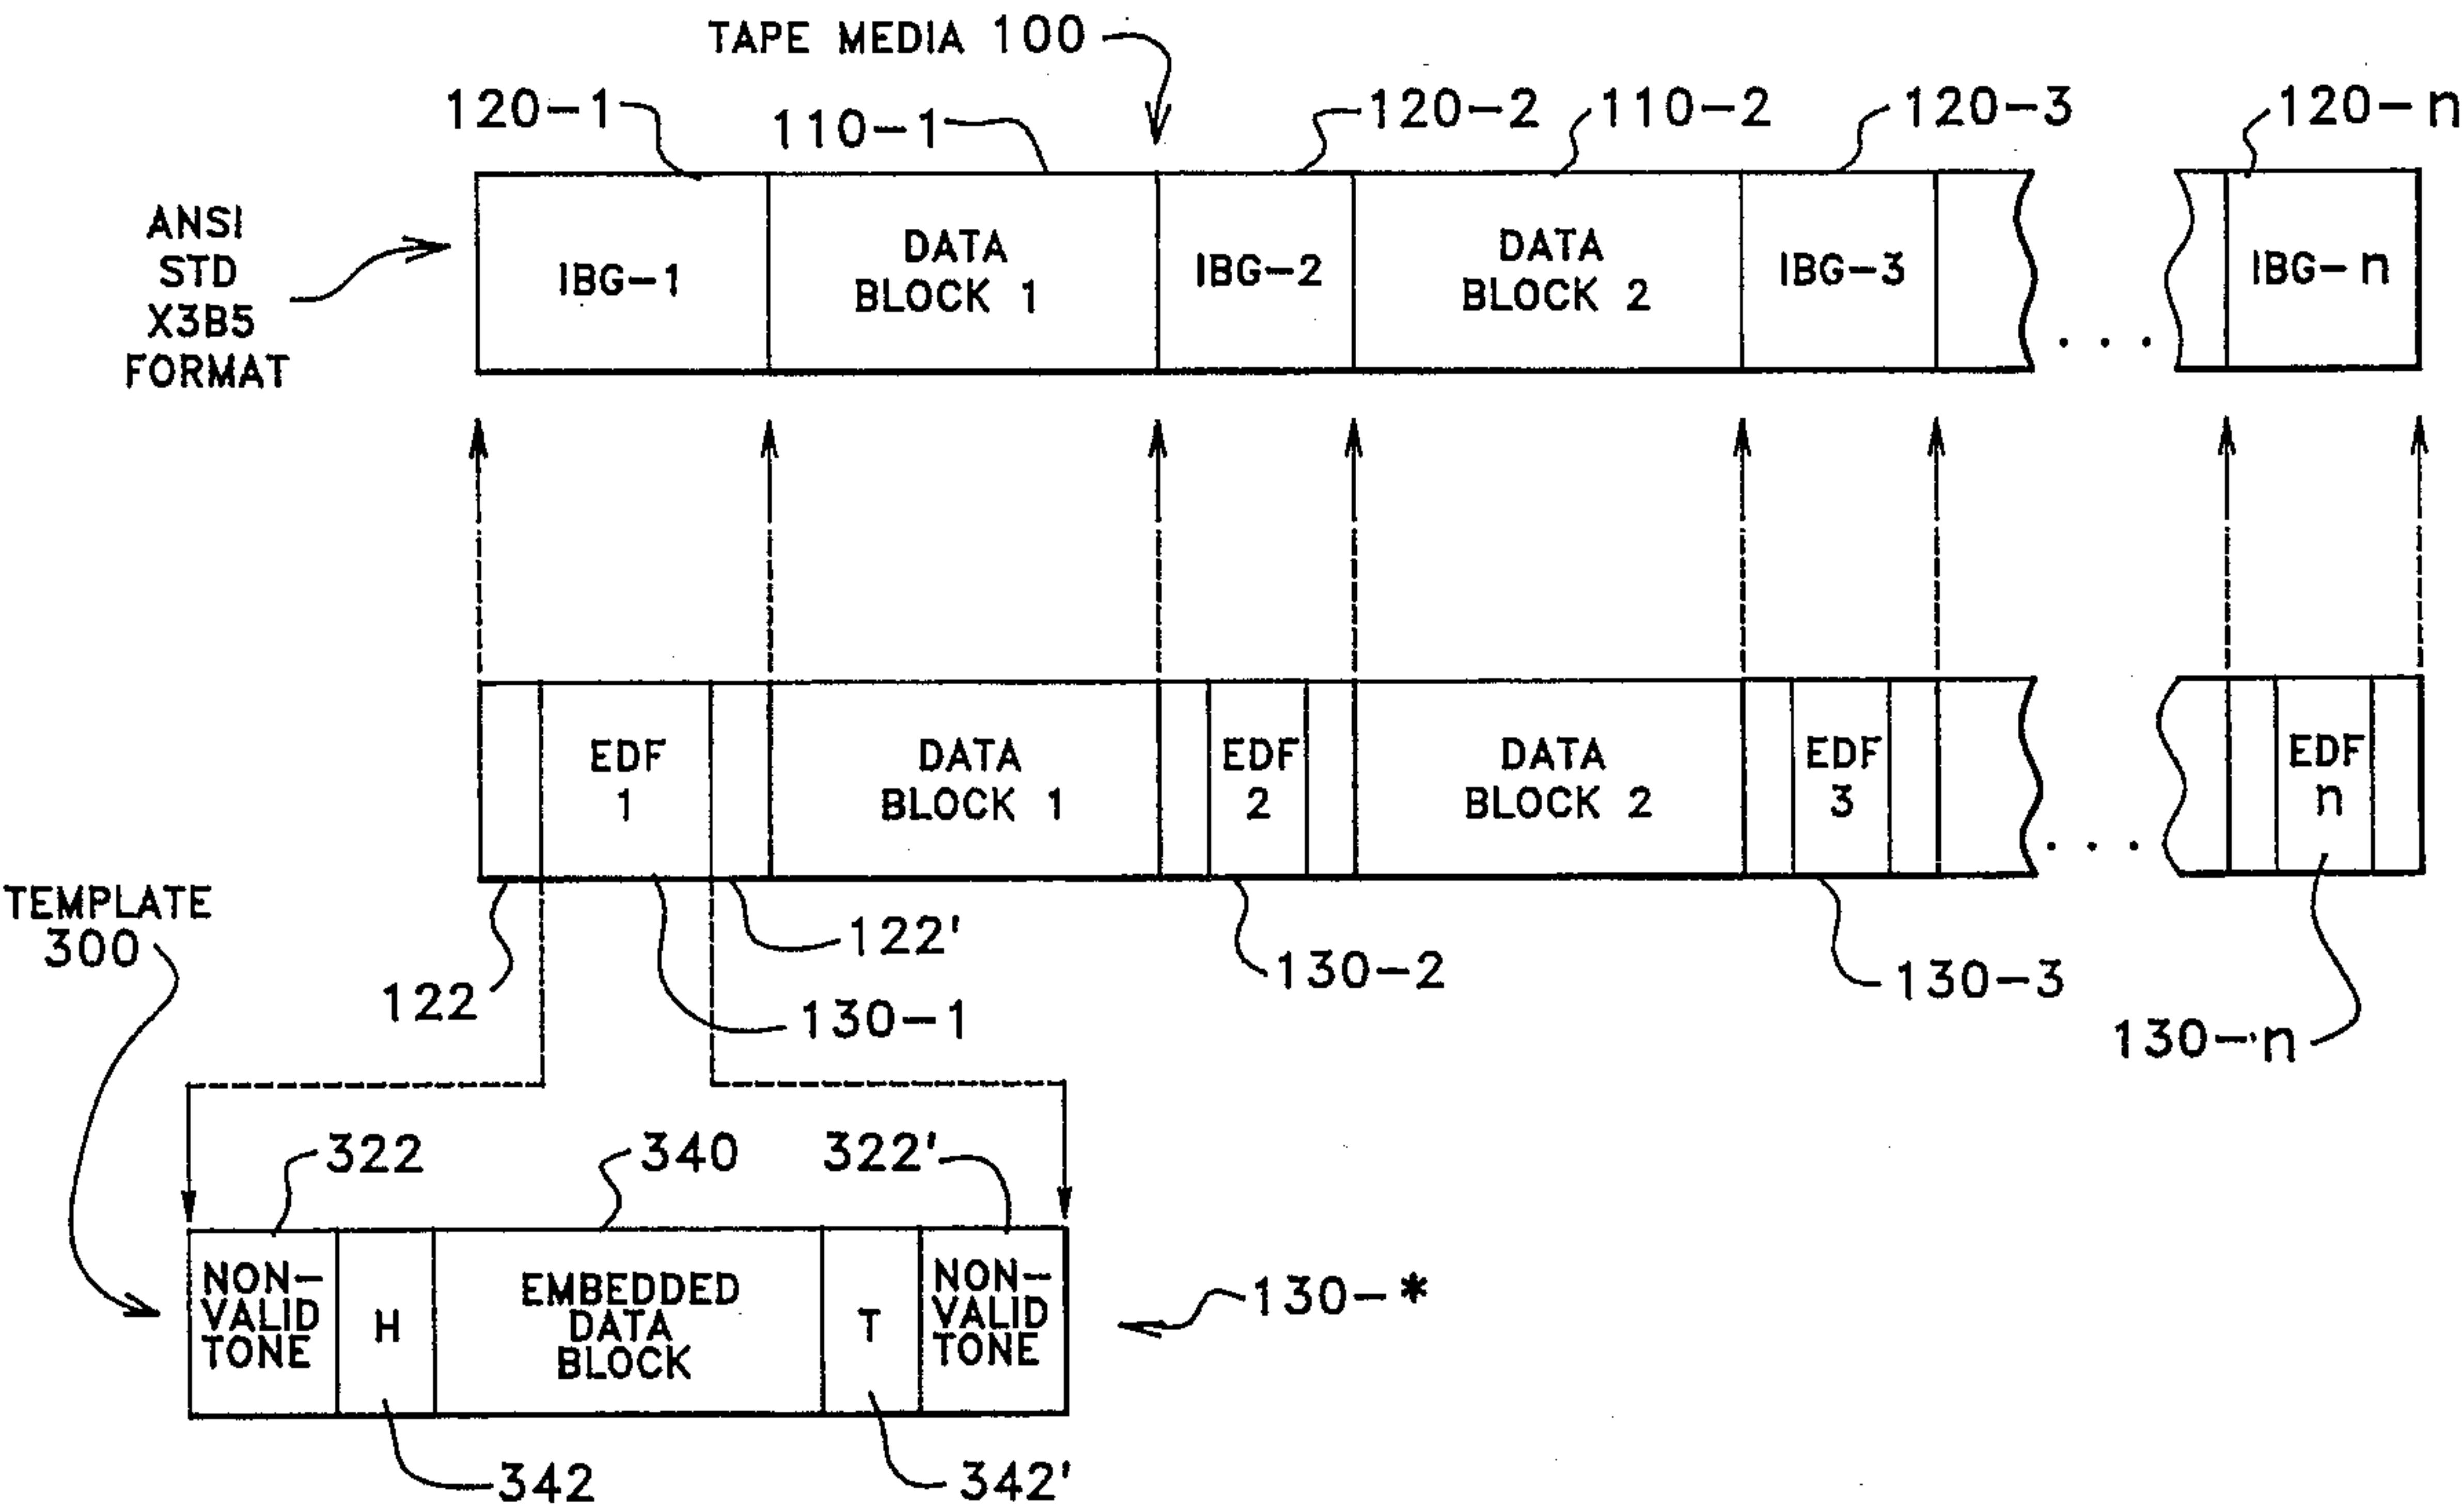 TAPE MEDIA 100
120-1
110-1
120-2
110-2
120-3
120-n
ANSI
STD
X3B5
FORMAT
IBG-1
DATA
BLOCK 1
IBG-2
DATA
BLOCK 2
IBG-3
. . .
IBG-n
EDF
1
DATA
BLOCK 1
EDF
2
DATA
BLOCK 2
EDF
3
. . .
EDF
n
TEMPLATE
300
122
122'
130-1
130-2
130-3
130-n
322
340
322'
NON-
VALID
TONE
H
EMBEDDED
DATA
BLOCK
T
NON-
VALID
TONE
130-*
342
342'